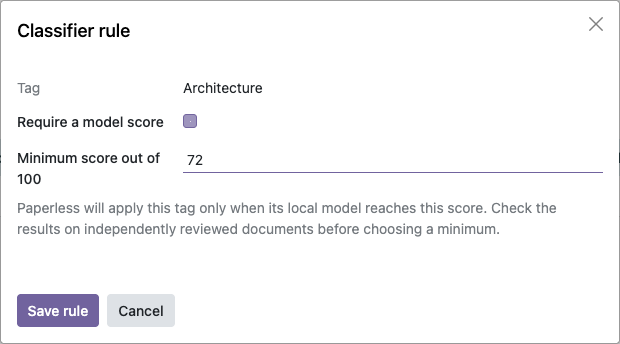 Classifier rule
Tag
Architecture
Require a model score
Minimum score out of
100
72
Paperless will apply this tag only when its local model reaches this score. Check the
results on independently reviewed documents before choosing a minimum.
Save rule
Cancel